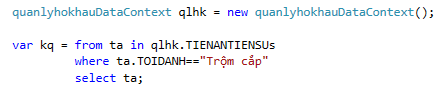 quanlyhokhauDataContext qlhk = new quanlyhokhauDataContext();
var kq = from ta in qlhk.TIENANTIENSUs
where ta.TOIDANH=="Trộm cắp"
select ta;